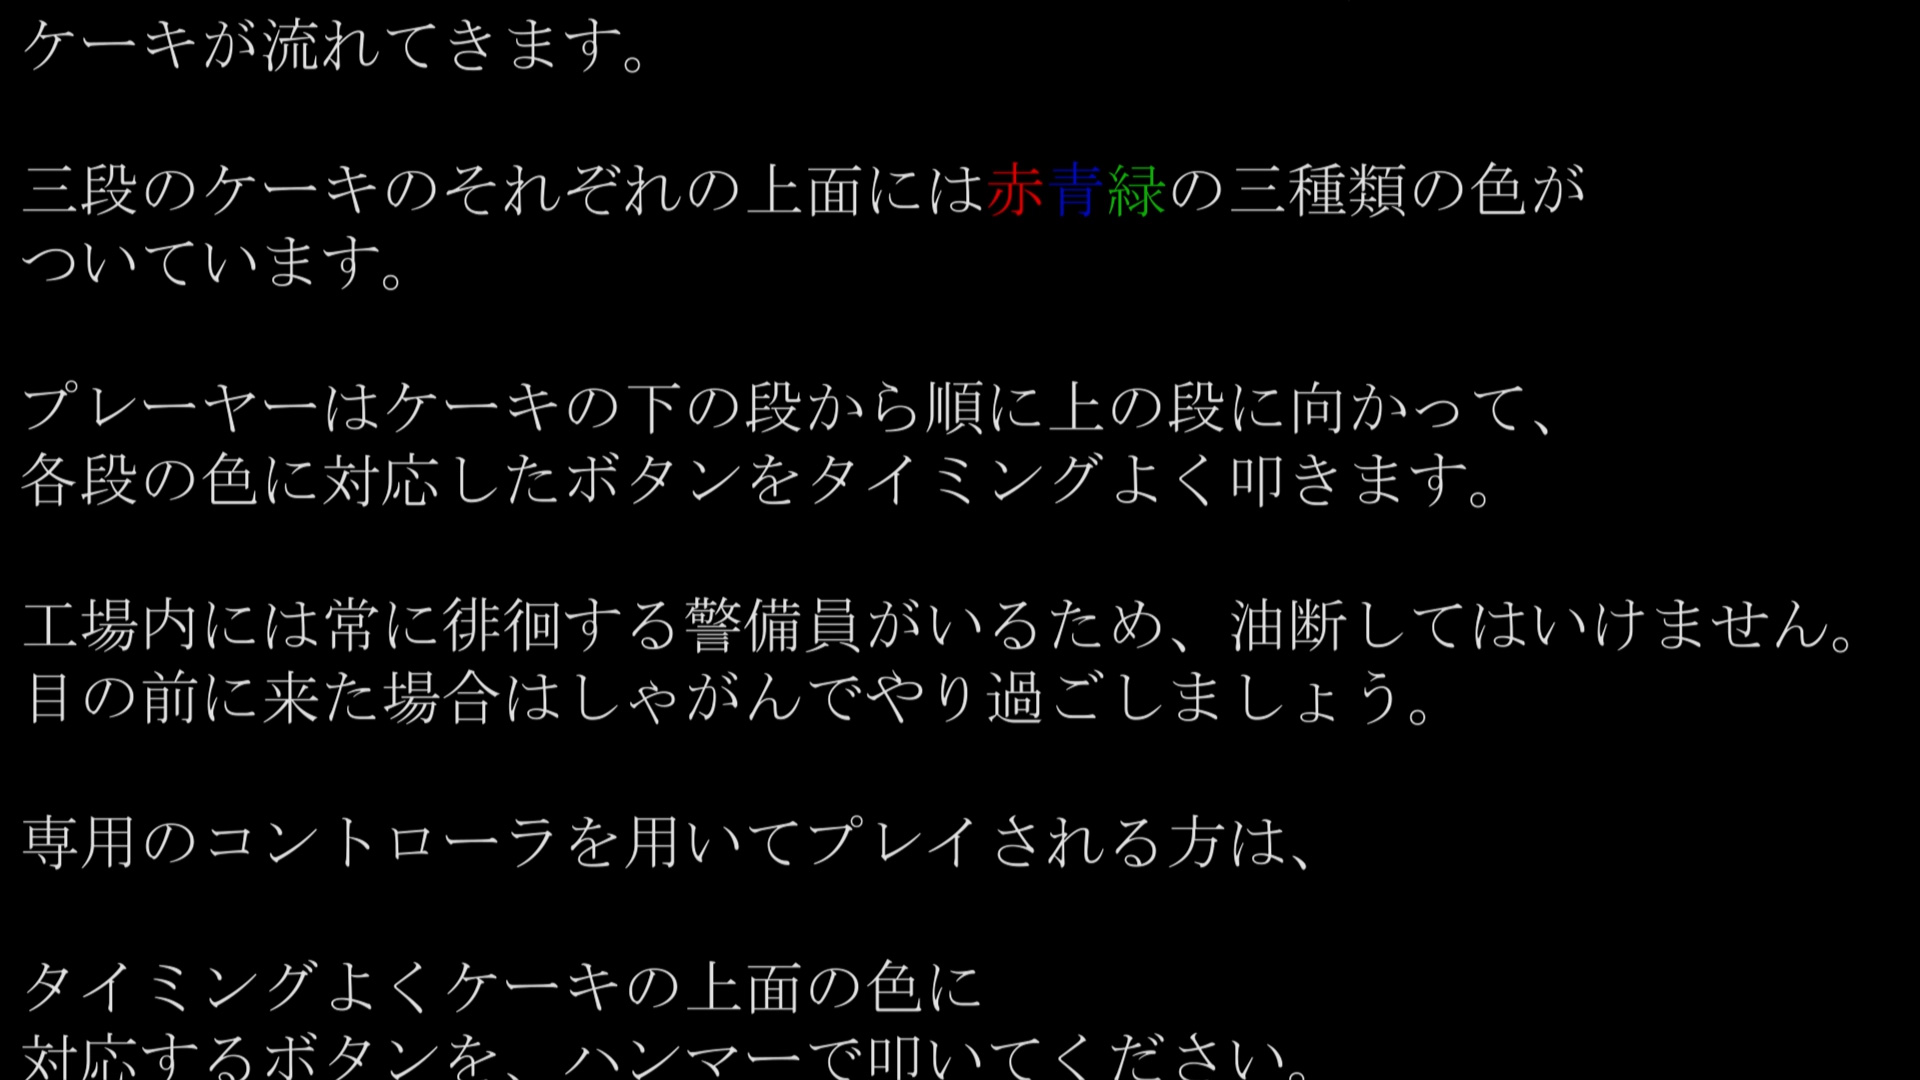 ケーキが流れてきます。
三段のケーキのそれぞれの上面には赤青緑の三種類の色が
ついています。
プレーヤーはケーキの下の段から順に上の段に向かって、
各段の色に対応したボタンをタイミングよく叩きます。
工場内には常に徘徊する警備員がいるため、油断してはいけません。
目の前に来た場合はしゃがんでやり過ごしましょう。
専用のコントローラを用いてプレイされる方は、
タイミングよくケーキの上面の色に
対応するボタンを、ハンマーで叩いてください。